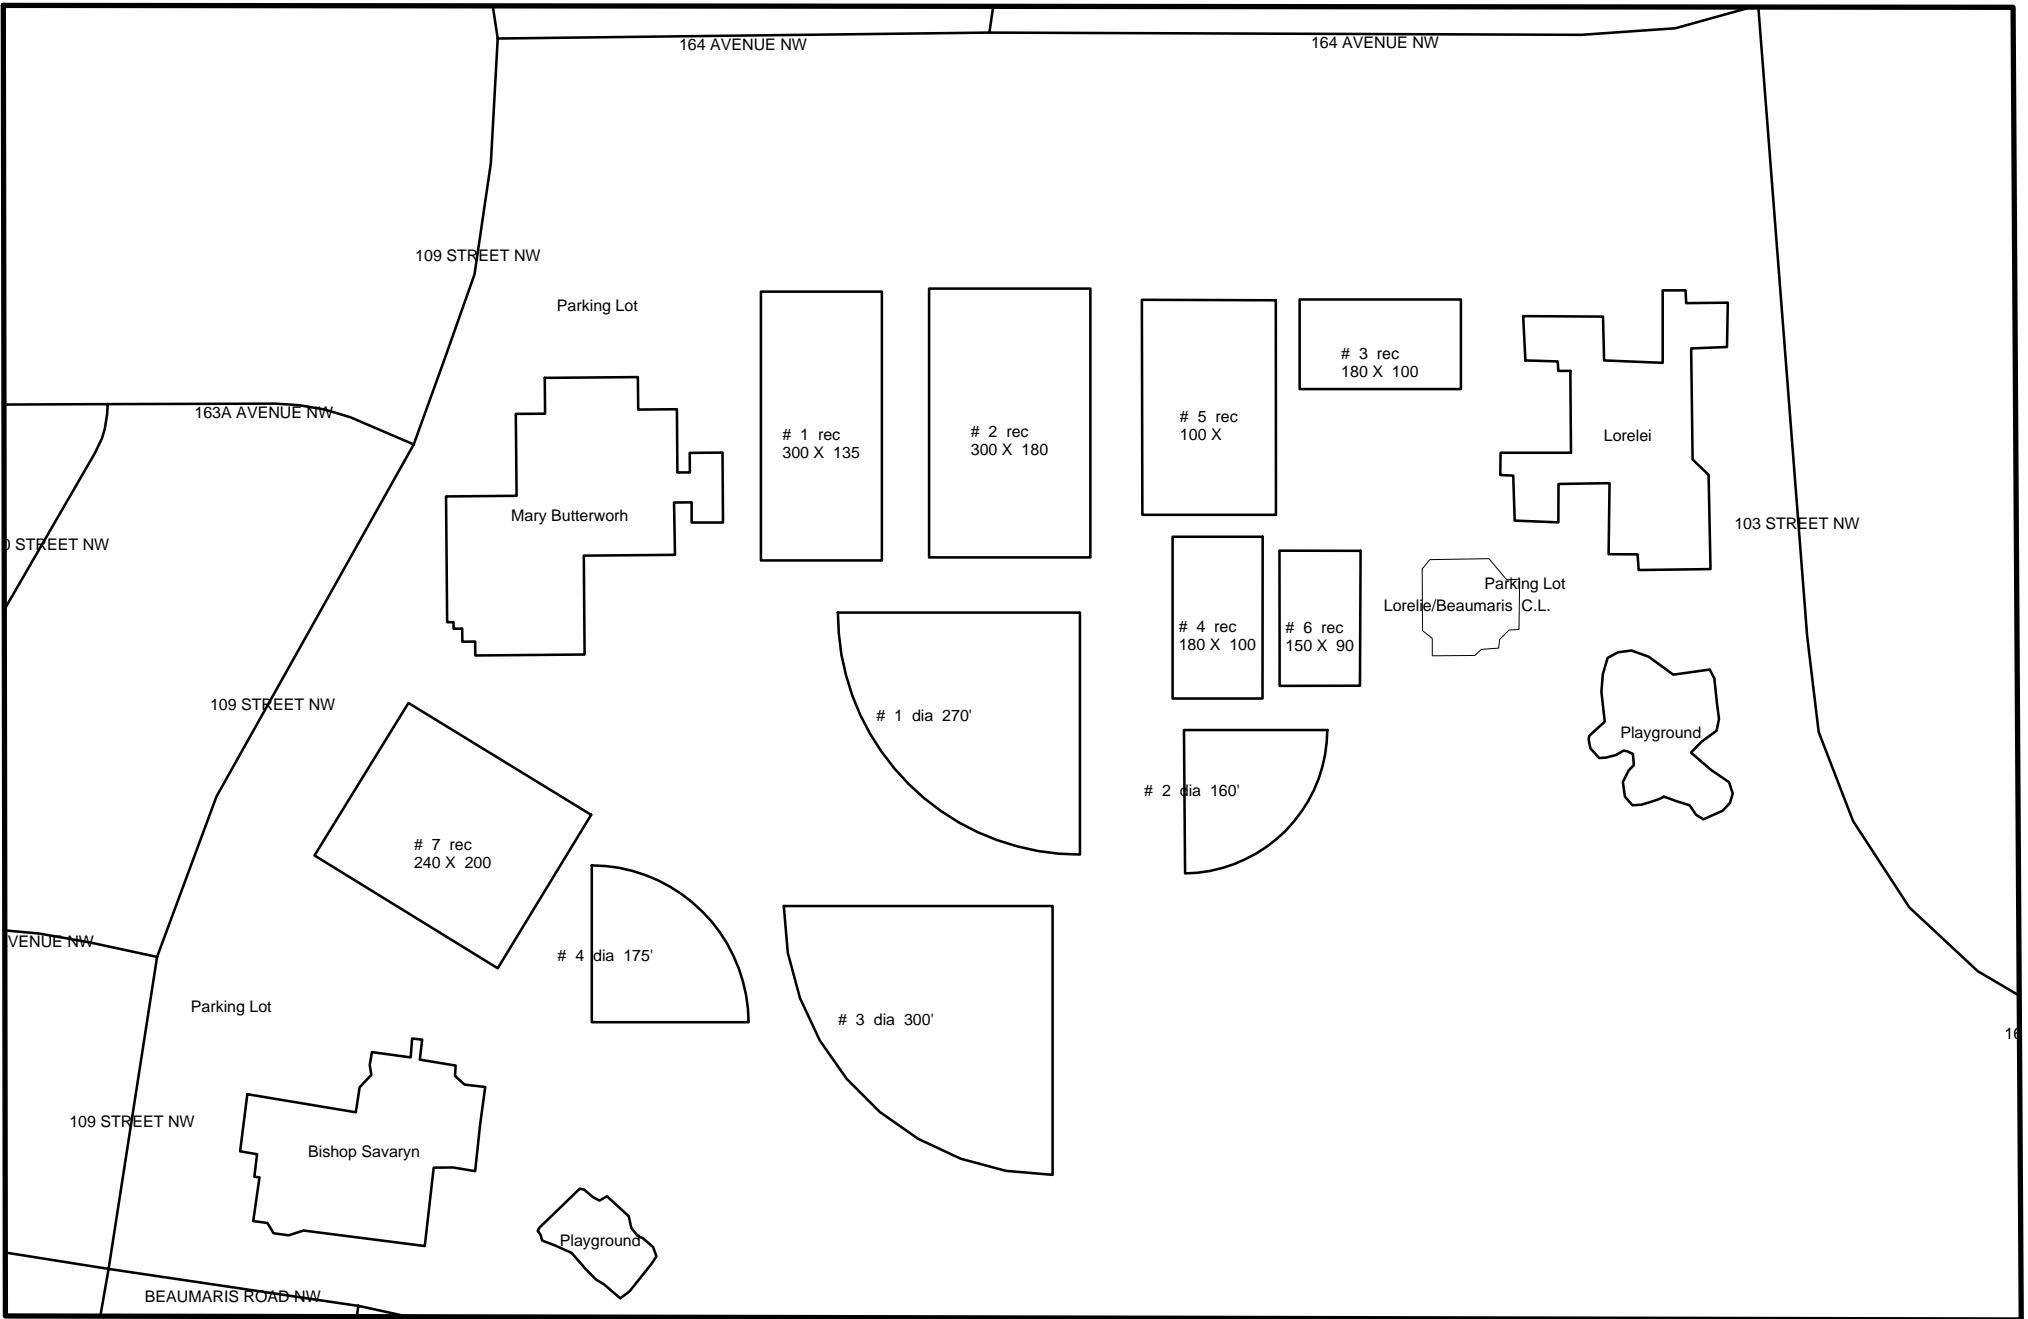 164 AVENUE NW
164 AVENUE NW
109 STREET NW
Parking Lot
# 3 rec
180 X 100
163A AVENUE NW
# 5 rec
100 X
# 1 rec
300 X 135
# 2 rec
300 X 180
Lorelei
Mary Butterworh
103 STREET NW
STREET NW
Parking Lot
Lorelie/Beaumaris C.L.
# 4 rec
180 X 100
# 6 rec
150 X 90
109 STREET NW
# 1 dia 270'
Playground
# 2 dia 160'
# 7 rec
240 X 200
VENUE NW
# 4 dia 175'
Parking Lot
# 3 dia 300'
109 STREET NW
Bishop Savaryn
Playground
BEAUMARIS ROAD NW